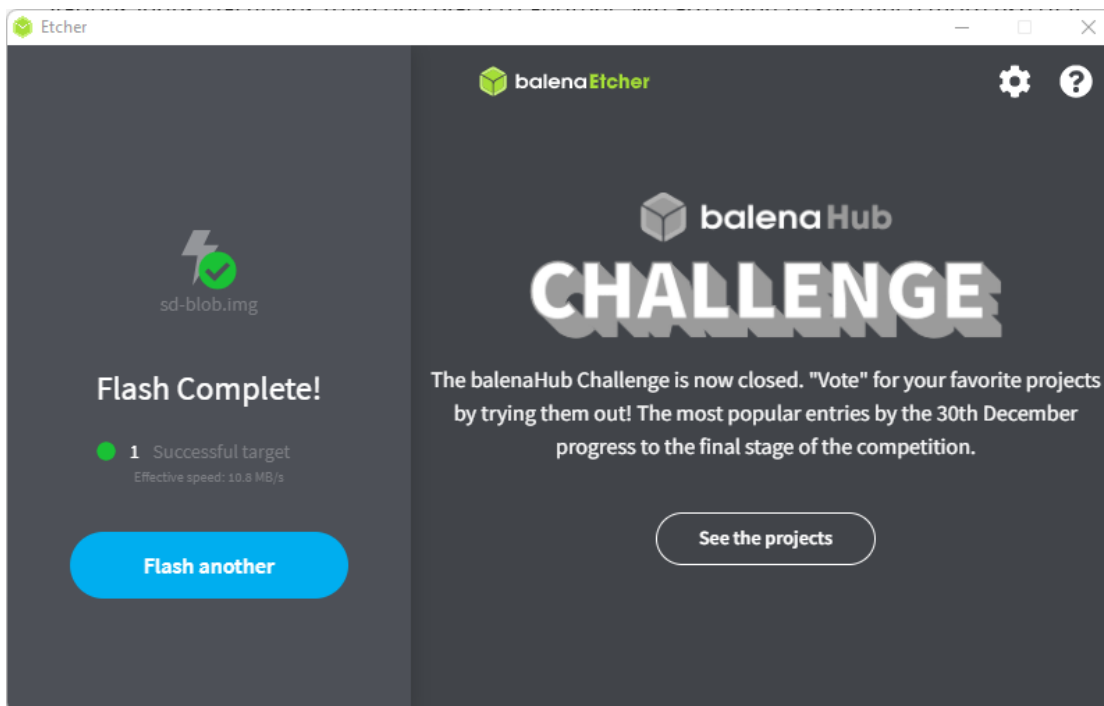 Etcher
balenaEtcher
balenaHub
CHALLENGE
sd-blob.img
Flash Complete!
The balenaHub Challenge is now closed. "Vote" for your favorite projects
by trying them out! The most popular entries by the 30th December
progress to the final stage of the competition.
1 Successful target
Effective speed: 10.8 MB/s
See the projects
Flash another